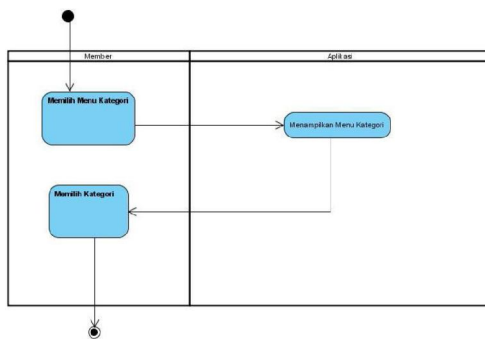 Member
Aplikasi
Memilih Menu Kategori
Menampilkan Menu Kategori
Memilih Kategori